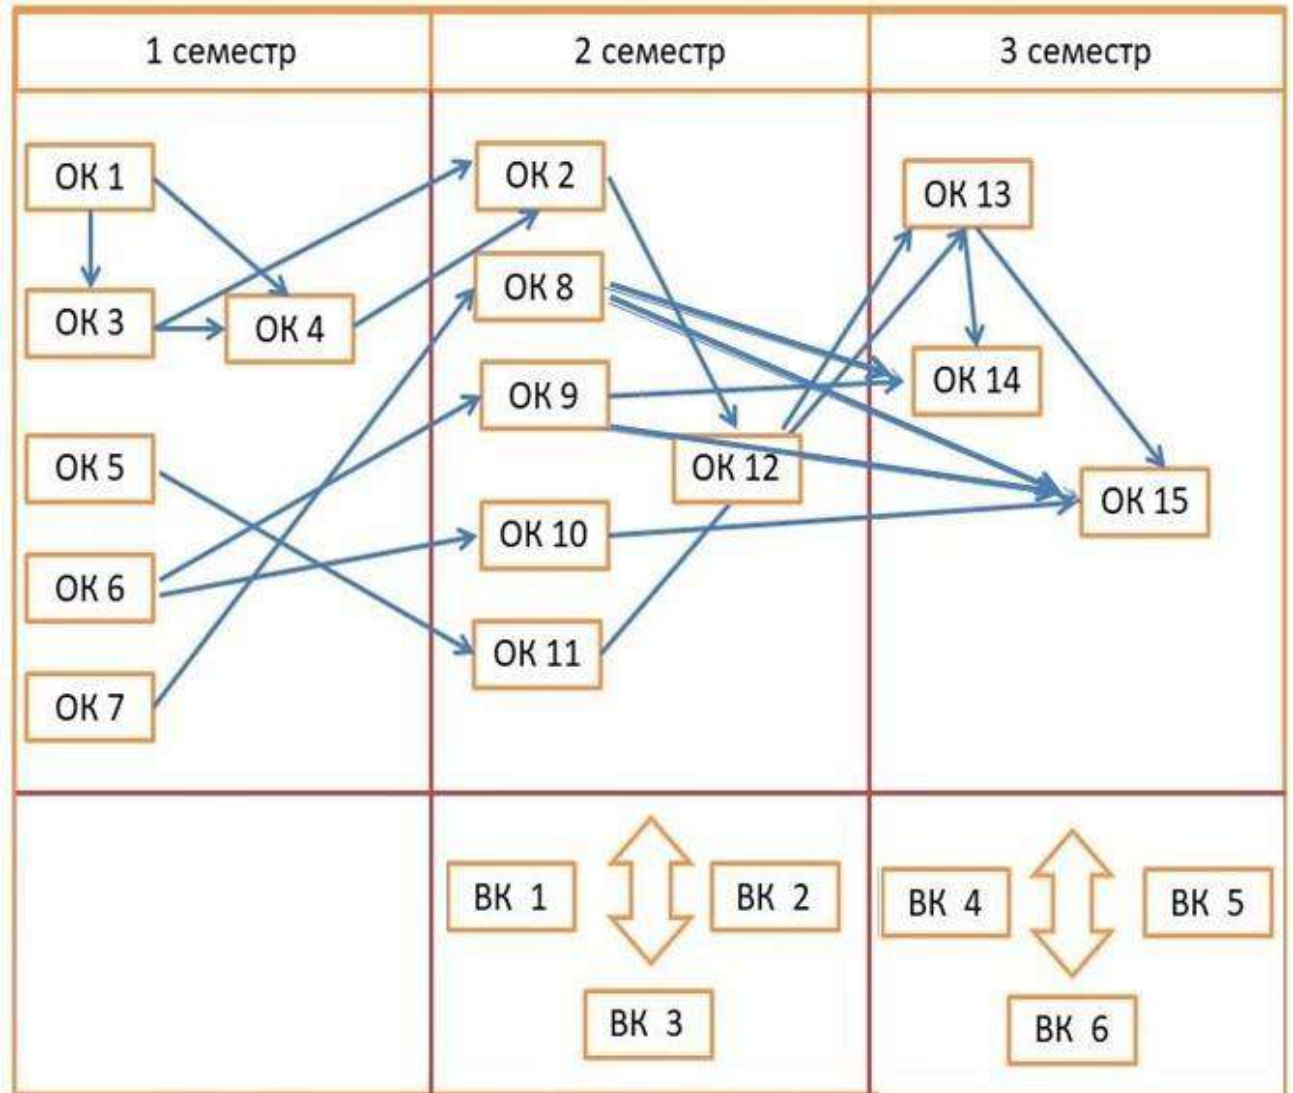 1 семестр
2 семестр
3 семестр
ОК 1
ОК 2
ОК 13
ОК 8
ОК 3
ОК 4
ОК 9
ОК 14
ОК 5
ОК 12
ОК 15
ОК 10
ОК 6
ОК 11
ОК 7
ВК 1
ВК 2
ВК 4
ВК 5
ВК 3
ВК 6